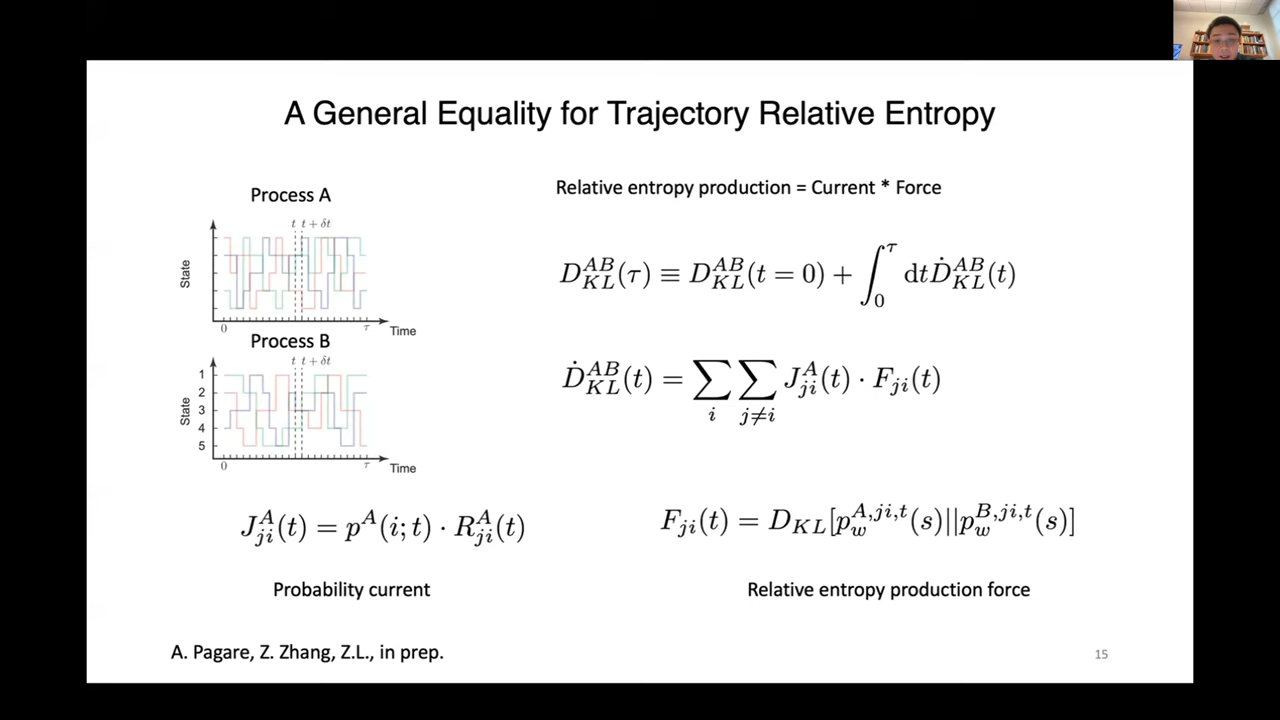 A General Equality for Trajectory Relative Entropy
Process A
t t + δt
State
0
τ
Time
Process B
t t + δt
1
2
3
4
5
State
0
τ
Time
Relative entropy production = Current * Force
D_{KL}^{AB}(τ) ≡ D_{KL}^{AB}(t = 0) + ∫_0^τ dt Ḋ_{KL}^{AB}(t)
Ḋ_{KL}^{AB}(t) = ∑_i ∑_{j≠i} J_{ji}^A(t) · F_{ji}(t)
J_{ji}^A(t) = p^A(i; t) · R_{ji}^A(t)
Probability current
F_{ji}(t) = D_{KL}[p_w^{A,ji,t}(s)||p_w^{B,ji,t}(s)]
Relative entropy production force
A. Pagare, Z. Zhang, Z.L., in prep.
15